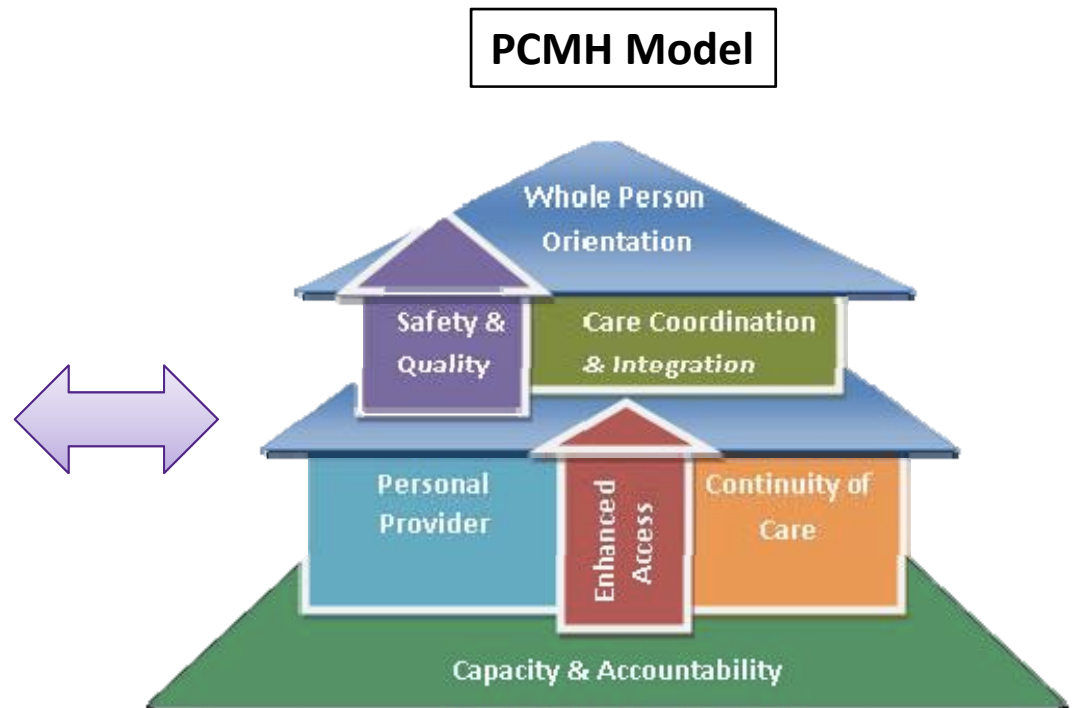 PCMH Model
Whole Person
Orientation
Safety &
Quality
Care Coordination
& Integration
Personal
Provider
Enhanced
Access
Continuity of
Care
Capacity & Accountability